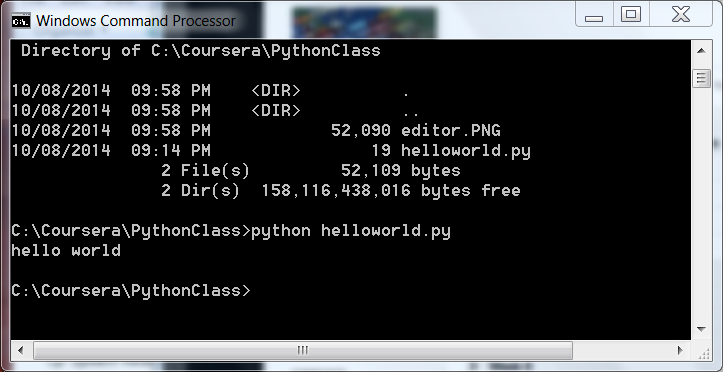 Windows Command Processor
Directory of C:\Coursera\PythonClass
10/08/2014  09:58 PM    <DIR>          .
10/08/2014  09:58 PM    <DIR>          ..
10/08/2014  09:58 PM            52,090 editor.PNG
10/08/2014  09:14 PM                19 helloworld.py
               2 File(s)         52,109 bytes
               2 Dir(s)  158,116,438,016 bytes free
C:\Coursera\PythonClass>python helloworld.py
hello world
C:\Coursera\PythonClass>